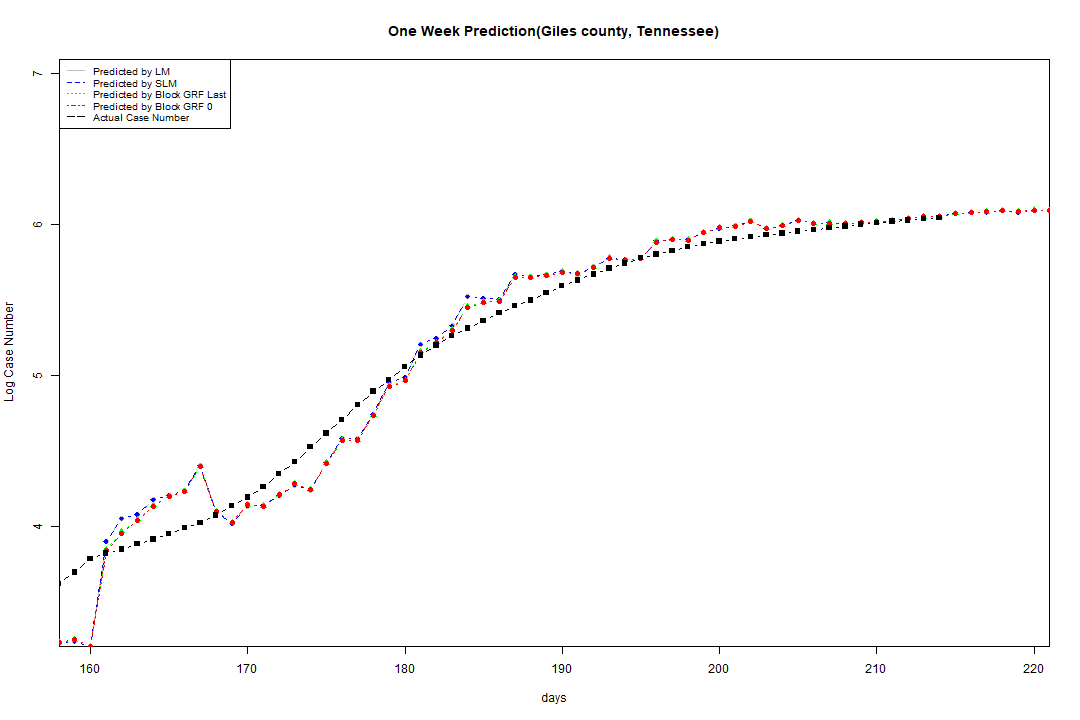 One Week Prediction(Giles county, Tennessee)
Predicted by LM
Predicted by SLM
Predicted by Block GRF Last
Predicted by Block GRF 0
Actual Case Number
7
6
5
4
Log Case Number
160 170 180 190 200 210 220
days